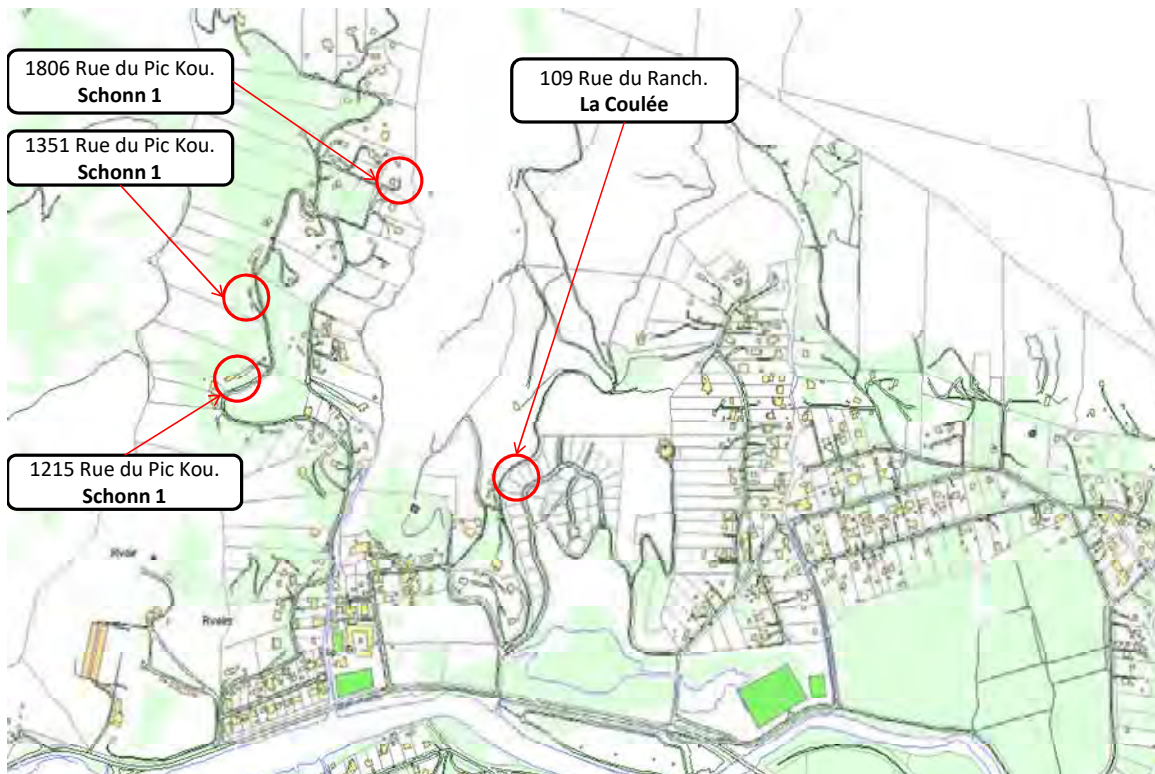 1806 Rue du Pic Kou.
Schonn 1
109 Rue du Ranch.
La Coulée
1351 Rue du Pic Kou.
Schonn 1
1215 Rue du Pic Kou.
Schonn 1